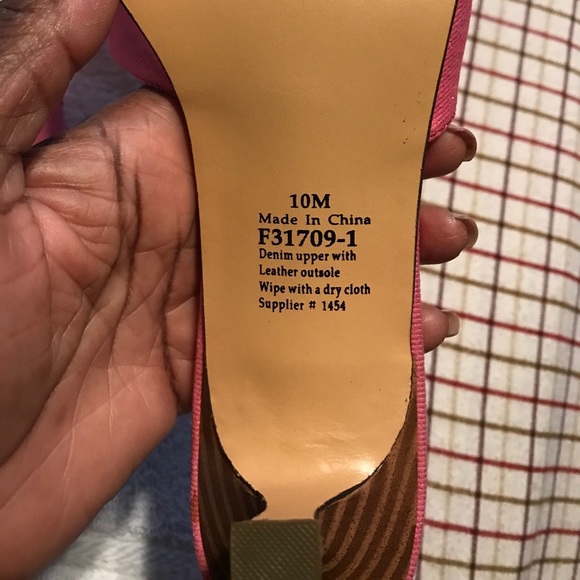 10M
Made In China
F31709-1
Denim upper with
Leather outsole
Wipe with a dry cloth
Supplier # 1454